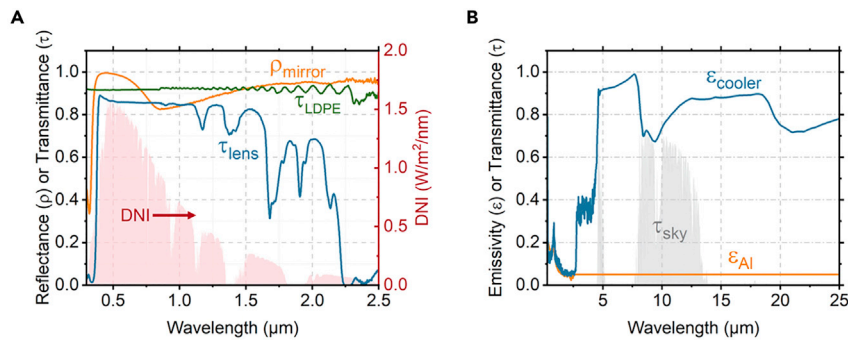 A
B
Reflectance (ρ) or Transmittance (τ)
1.0
0.8
0.6
0.4
0.2
0.0
ρmirror
τLDPE
τlens
DNI
2.0
1.5
1.0
0.5
0.0
DNI (W/m²/nm)
0.5
1.0
1.5
2.0
2.5
Wavelength (μm)
Emissivity (ε) or Transmittance (τ)
1.0
0.8
0.6
0.4
0.2
0.0
εcooler
τsky
εAl
5
10
15
20
25
Wavelength (μm)